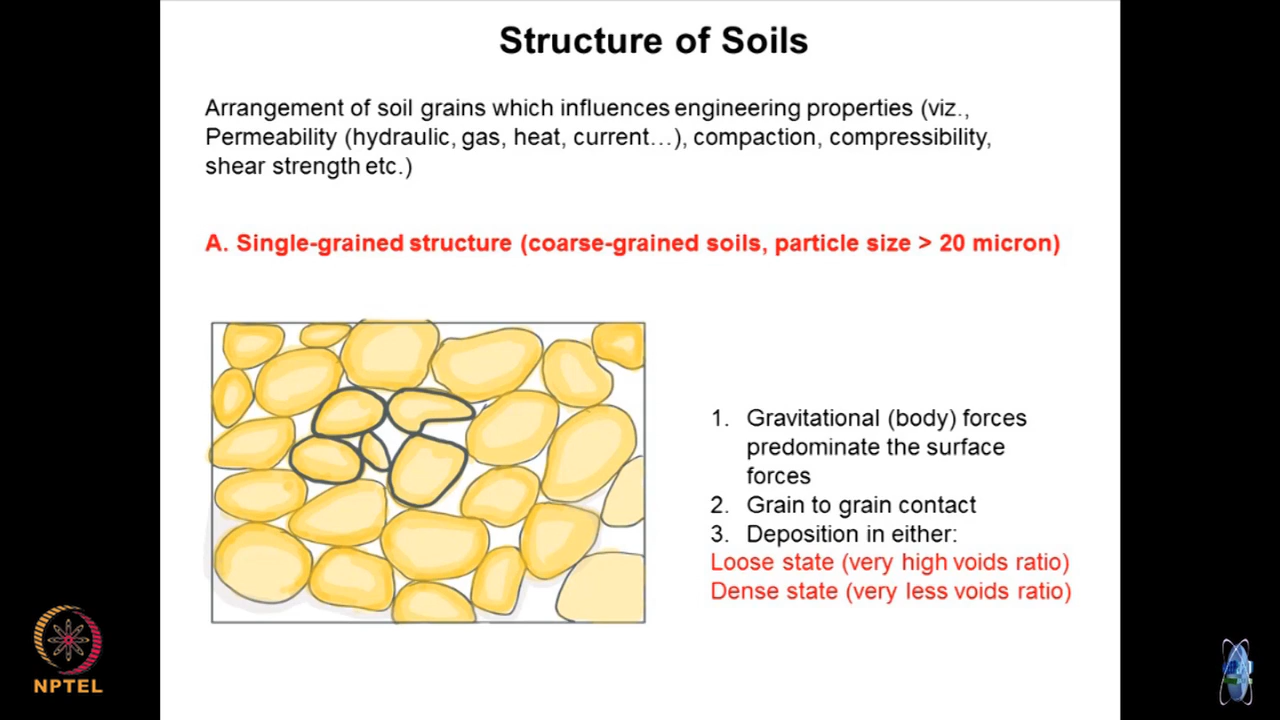 Structure of Soils
Arrangement of soil grains which influences engineering properties (viz.,
Permeability (hydraulic, gas, heat, current…), compaction, compressibility,
shear strength etc.)
A. Single-grained structure (coarse-grained soils, particle size > 20 micron)
1. Gravitational (body) forces
predominate the surface
forces
2. Grain to grain contact
3. Deposition in either:
Loose state (very high voids ratio)
Dense state (very less voids ratio)
NPTEL